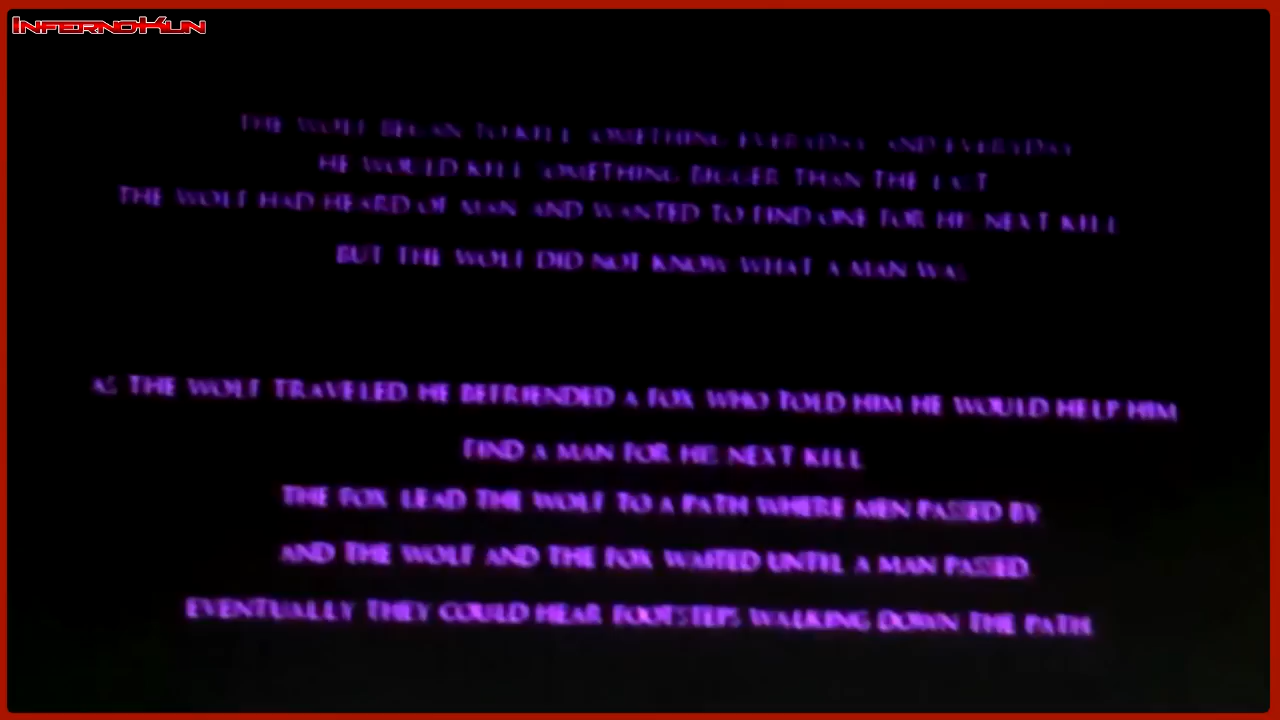 InfernoKun
THE WOLF BEGAN TO KILL SOMETHING EVERYDAY AND EVERYDAY
HE WOULD KILL SOMETHING BIGGER THAN THE LAST
THE WOLF HAD HEARD OF MAN AND WANTED TO FIND ONE FOR HIS NEXT KILL
BUT THE WOLF DID NOT KNOW WHAT A MAN WAS
AS THE WOLF TRAVELED HE BEFRIENDED A FOX WHO TOLD HIM HE WOULD HELP HIM
FIND A MAN FOR HIS NEXT KILL
THE FOX LEAD THE WOLF TO A PATH WHERE MEN PASSED BY
AND THE WOLF AND THE FOX WAITED UNTIL A MAN PASSED
EVENTUALLY THEY COULD HEAR FOOTSTEPS WALKING DOWN THE PATH